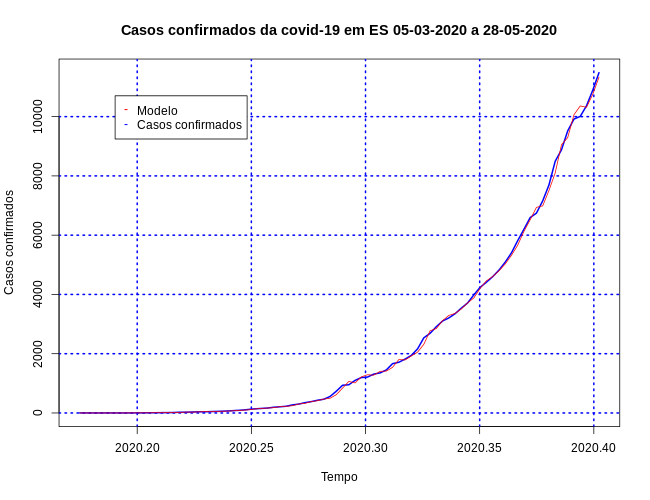 Casos confirmados da covid-19 em ES 05-03-2020 a 28-05-2020
Modelo
Casos confirmados
Casos confirmados
10000
8000
6000
4000
2000
0
2020.20 2020.25 2020.30 2020.35 2020.40
Tempo